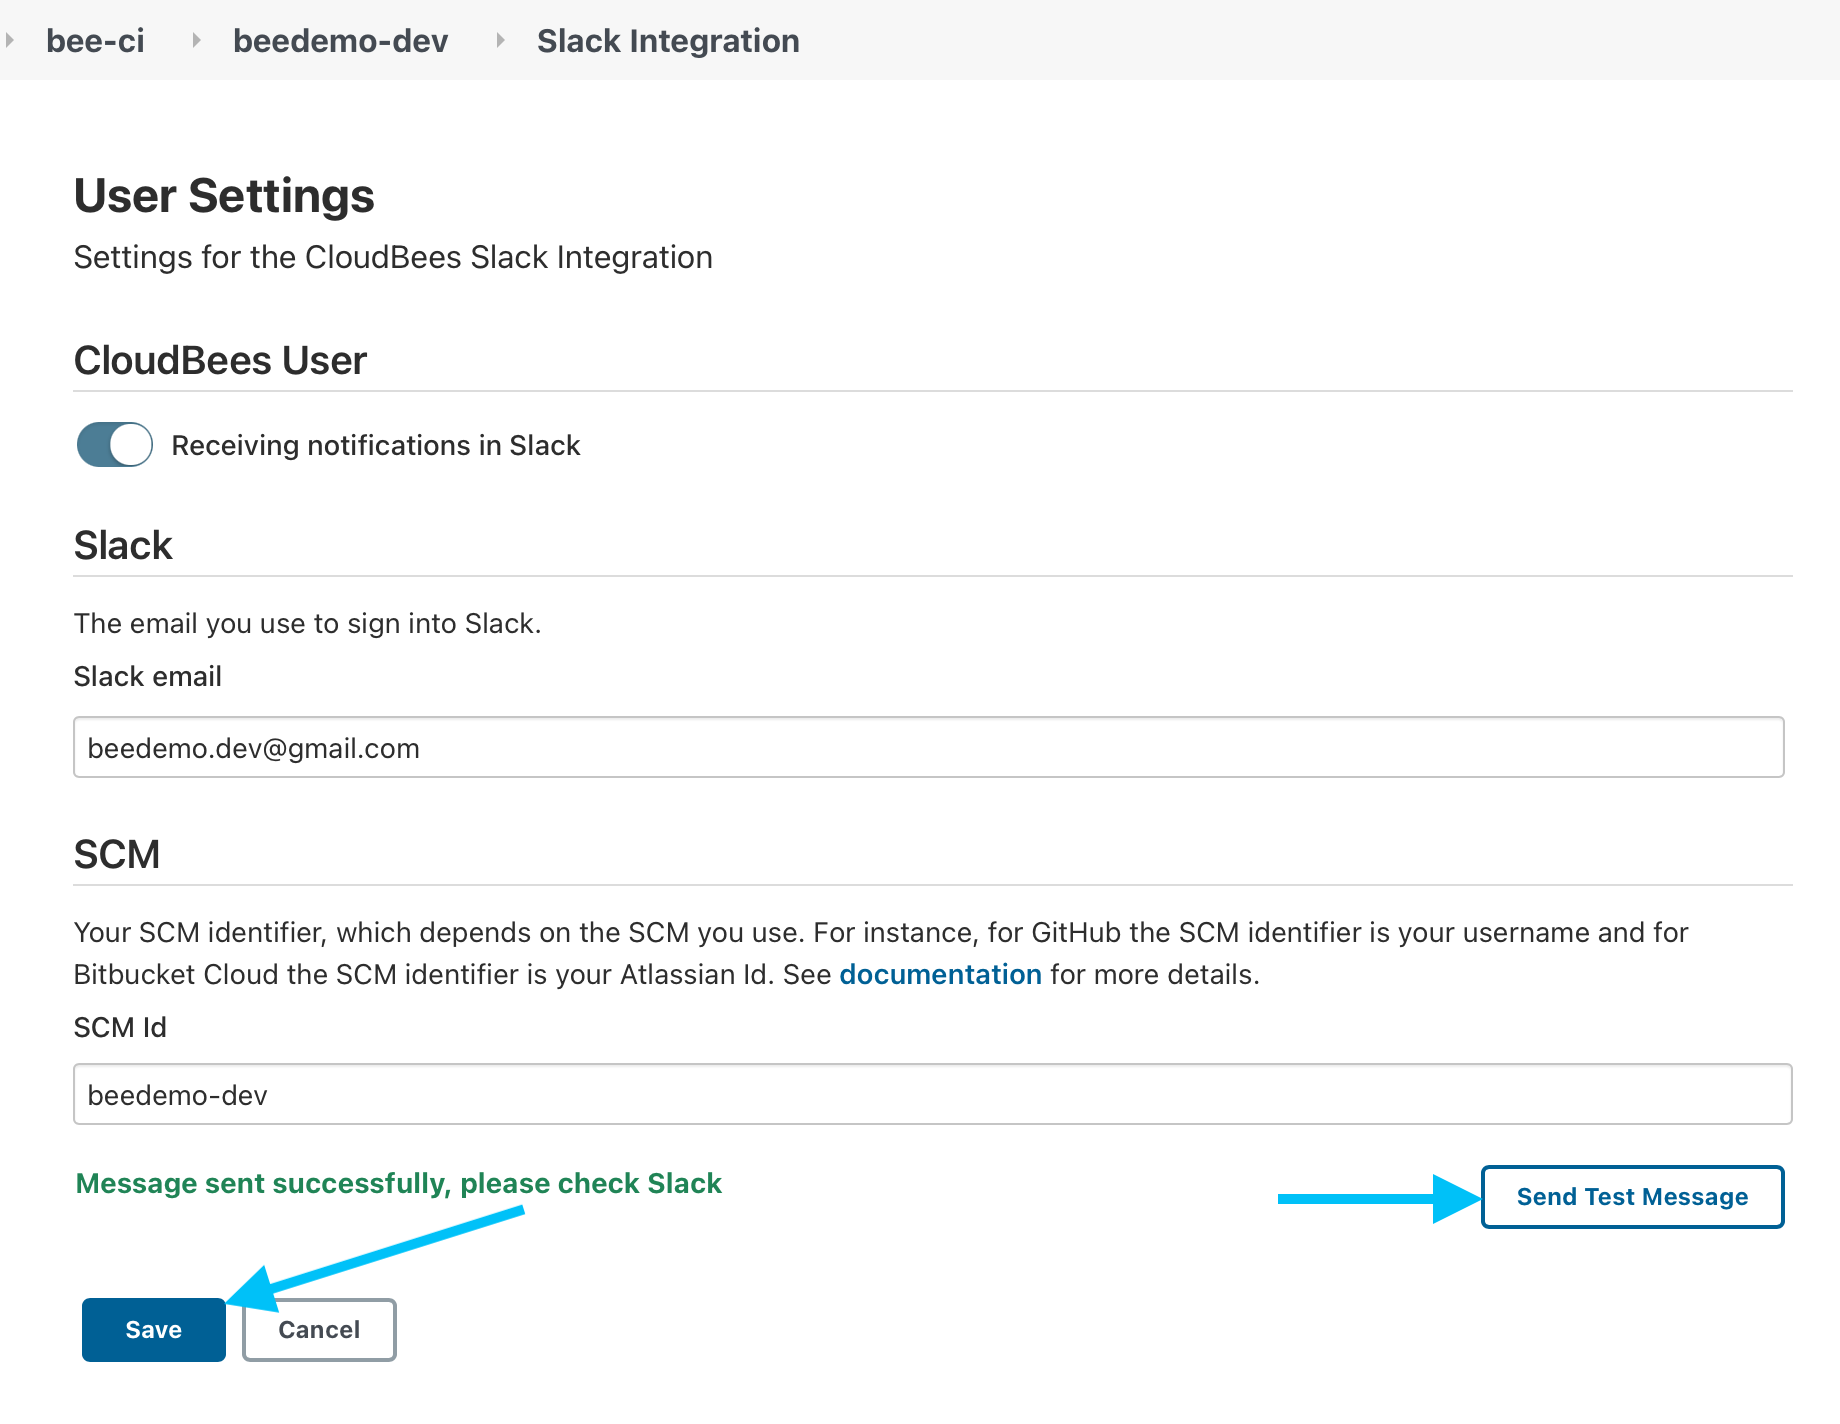 bee-ci beedemo-dev Slack Integration
User Settings
Settings for the CloudBees Slack Integration
CloudBees User
Receiving notifications in Slack
Slack
The email you use to sign into Slack.
Slack email
beedemo.dev@gmail.com
SCM
Your SCM identifier, which depends on the SCM you use. For instance, for GitHub the SCM identifier is your username and for
Bitbucket Cloud the SCM identifier is your Atlassian Id. See documentation for more details.
SCM Id
beedemo-dev
Message sent successfully, please check Slack
Send Test Message
Save Cancel